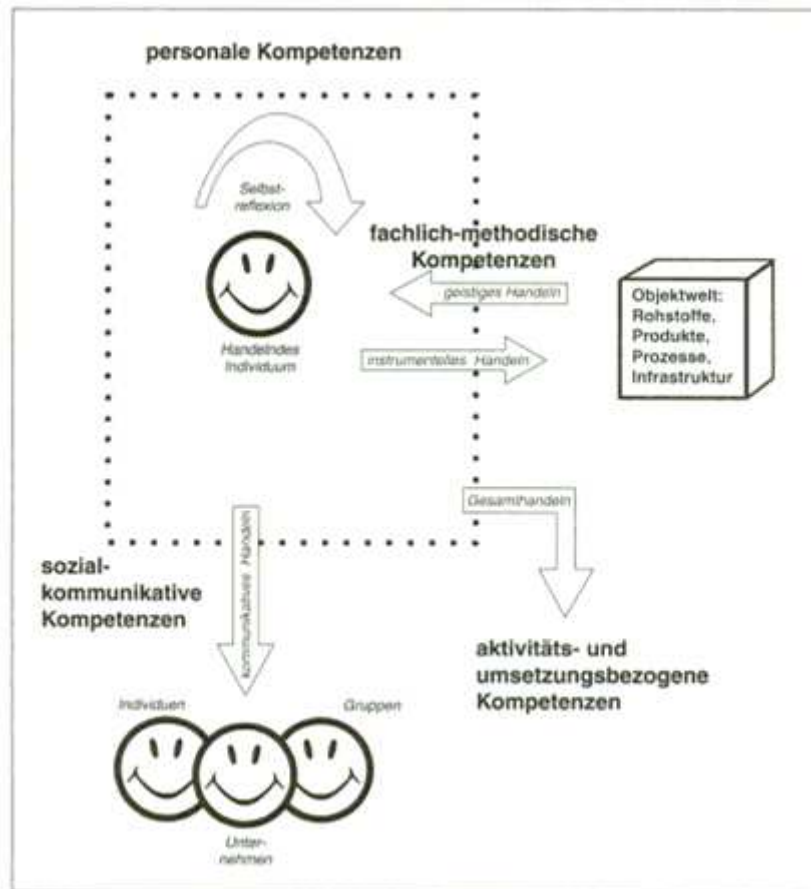 personale Kompetenzen
Selbst-
reflexion
fachlich-methodische
Kompetenzen
geistiges Handeln
Objektwelt:
Rohstoffe,
Produkte,
Prozesse,
Infrastruktur
Handelndes
Individuum
instrumentelles Handeln
Gesamthandeln
kommunikatives Handeln
sozial-
kommunikative
Kompetenzen
aktivitäts- und
umsetzungsbezogene
Kompetenzen
Individuen
Gruppen
Unter-
nehmen